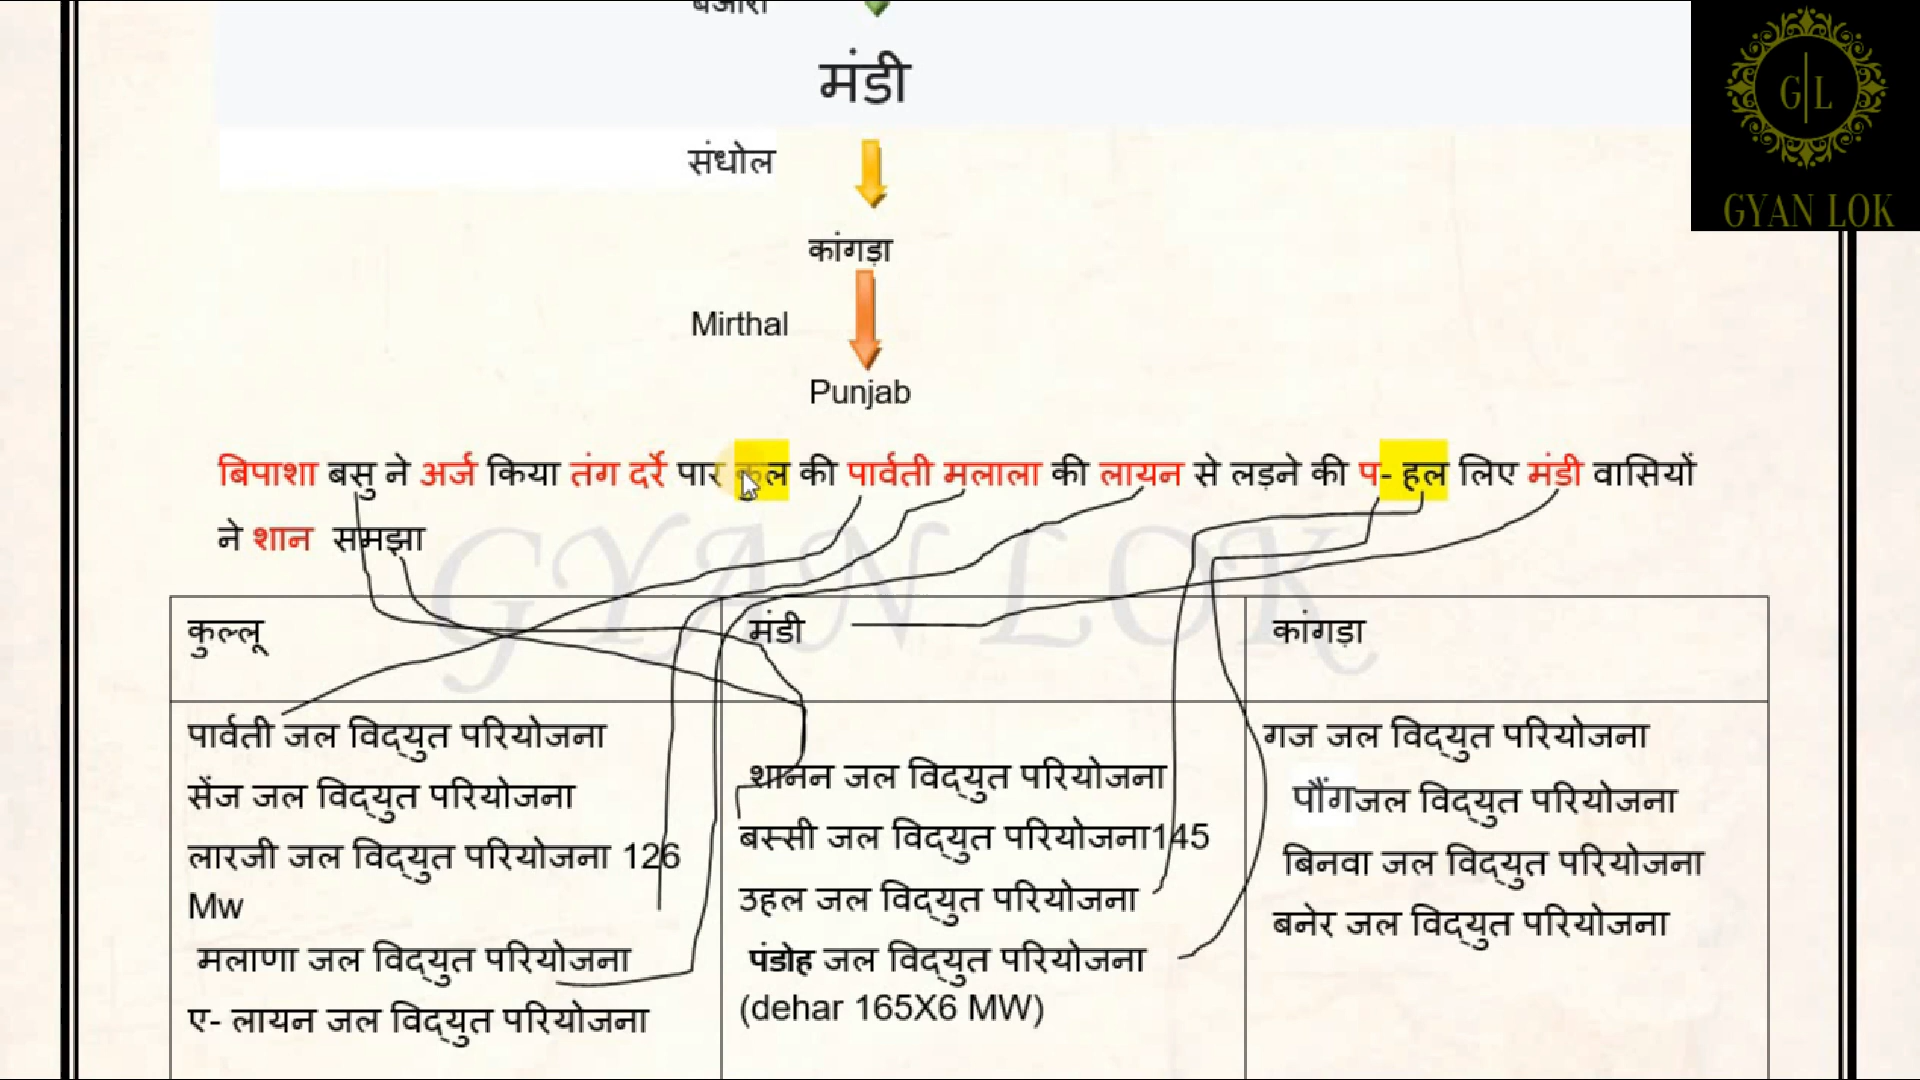 बजौरा
मंडी
संधोल
कांगड़ा
Mirthal
Punjab
G|L
GYAN LOK
बिपाशा बसु ने अर्ज किया तंग दर्रे पार कुल की पार्वती मलाला की लायन से लड़ने की प- हल लिए मंडी वासियों
ने शान समझा
GYAN LOK
कुल्लू
मंडी
कांगड़ा
पार्वती जल विद्युत परियोजना
सेंज जल विद्युत परियोजना
लारजी जल विद्युत परियोजना 126
Mw
मलाणा जल विद्युत परियोजना
ए- लायन जल विद्युत परियोजना
शानन जल विद्युत परियोजना
बस्सी जल विद्युत परियोजना145
उहल जल विद्युत परियोजना
पंडोह जल विद्युत परियोजना
(dehar 165X6 MW)
गज जल विद्युत परियोजना
पौंगजल विद्युत परियोजना
बिनवा जल विद्युत परियोजना
बनेर जल विद्युत परियोजना